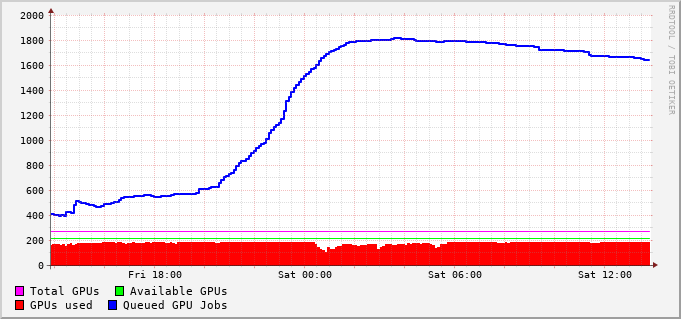 2000
1800
1600
1400
1200
1000
800
600
400
200
0
Fri 18:00 Sat 00:00 Sat 06:00 Sat 12:00
Total GPUs Available GPUs
GPUs used Queued GPU Jobs
RRDTOOL / TOBI OETIKER